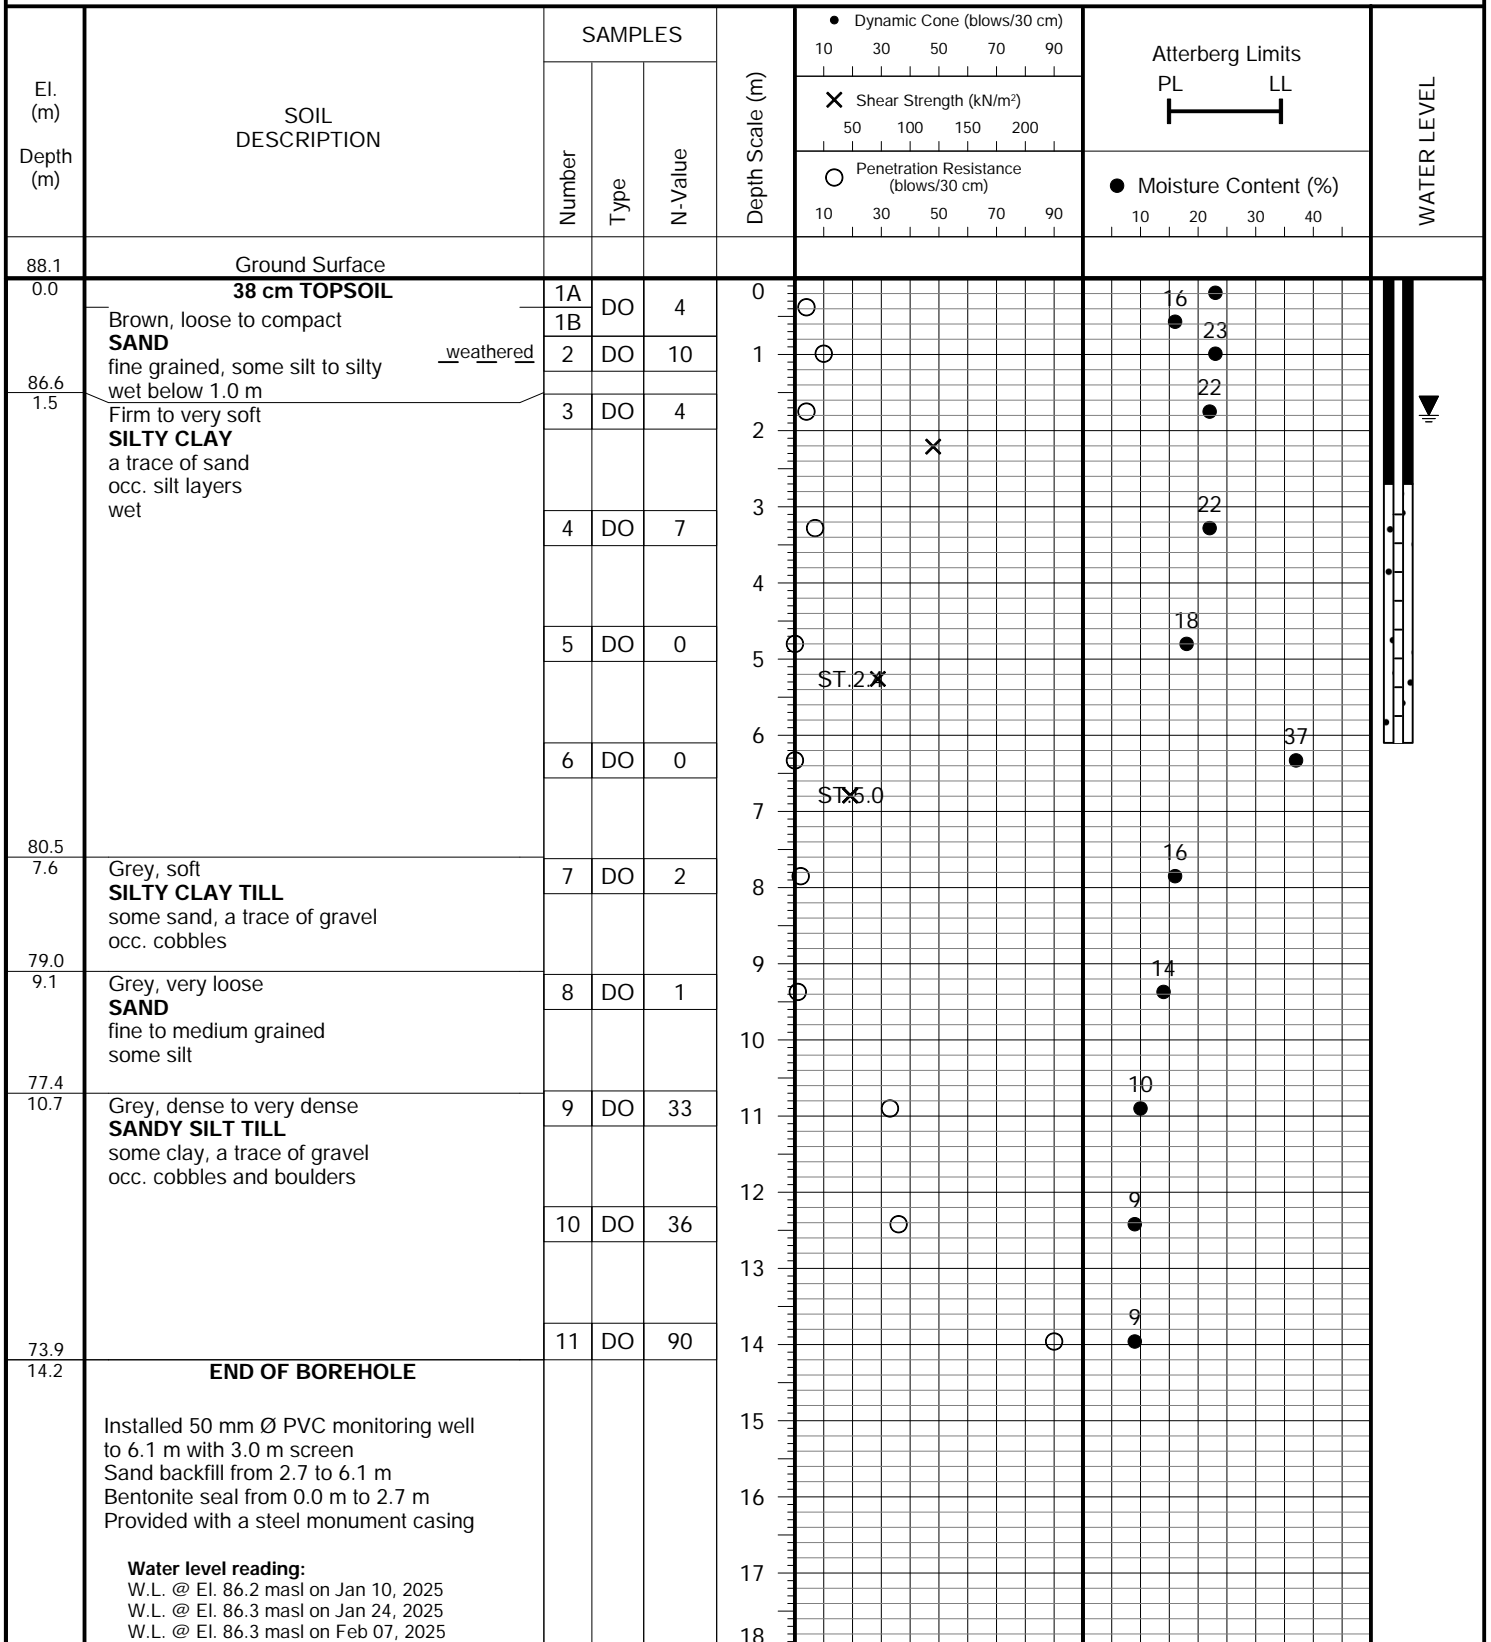 El.
(m)
Depth
(m)
SOIL
DESCRIPTION
SAMPLES
Number
Type
N-Value
Depth Scale (m)
Dynamic Cone (blows/30 cm)
10 30 50 70 90
Shear Strength (kN/m²)
50 100 150 200
Penetration Resistance
(blows/30 cm)
10 30 50 70 90
Atterberg Limits
PL LL
Moisture Content (%)
10 20 30 40
WATER LEVEL
88.1 Ground Surface
0.0 38 cm TOPSOIL 1A DO 4 0
16
Brown, loose to compact 1B
SAND
23
weathered 2 DO 10 1
fine grained, some silt to silty
86.6 wet below 1.0 m
22
1.5 Firm to very soft 3 DO 4
2
SILTY CLAY
a trace of sand
occ. silt layers
wet
3
22
4 DO 7
4
18
5 DO 0
5
ST.2.
6
37
6 DO 0
ST.5.0
7
80.5
16
7.6 Grey, soft 7 DO 2
8
SILTY CLAY TILL
some sand, a trace of gravel
occ. cobbles
79.0 9
14
9.1 Grey, very loose 8 DO 1
SAND
fine to medium grained
10
some silt
77.4
10
10.7 Grey, dense to very dense 9 DO 33
11
SANDY SILT TILL
some clay, a trace of gravel
occ. cobbles and boulders
12
9
10 DO 36
13
9
11 DO 90
14
73.9
14.2 END OF BOREHOLE
Installed 50 mm Ø PVC monitoring well
15
to 6.1 m with 3.0 m screen
Sand backfill from 2.7 to 6.1 m
Bentonite seal from 0.0 m to 2.7 m
16
Provided with a steel monument casing
Water level reading:
17
W.L. @ El. 86.2 masl on Jan 10, 2025
W.L. @ El. 86.3 masl on Jan 24, 2025
W.L. @ El. 86.3 masl on Feb 07, 2025
18